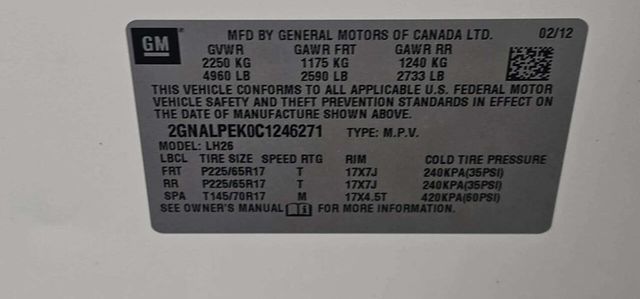 GM
MFD BY GENERAL MOTORS OF CANADA LTD. 02/12
GVWR GAWR FRT GAWR RR
2250 KG 1175 KG 1240 KG
4960 LB 2590 LB 2733 LB
THIS VEHICLE CONFORMS TO ALL APPLICABLE U.S. FEDERAL MOTOR
VEHICLE SAFETY AND THEFT PREVENTION STANDARDS IN EFFECT ON
THE DATE OF MANUFACTURE SHOWN ABOVE.
2GNALPEK0C1246271 TYPE: M.P.V.
MODEL: LH26
LBCL TIRE SIZE SPEED RTG RIM COLD TIRE PRESSURE
FRT P225/65R17 T 17X7J 240KPA(35PSI)
RR P225/65R17 T 17X7J 240KPA(35PSI)
SPA T145/70R17 M 17X4.5T 420KPA(60PSI)
SEE OWNER'S MANUAL FOR MORE INFORMATION.